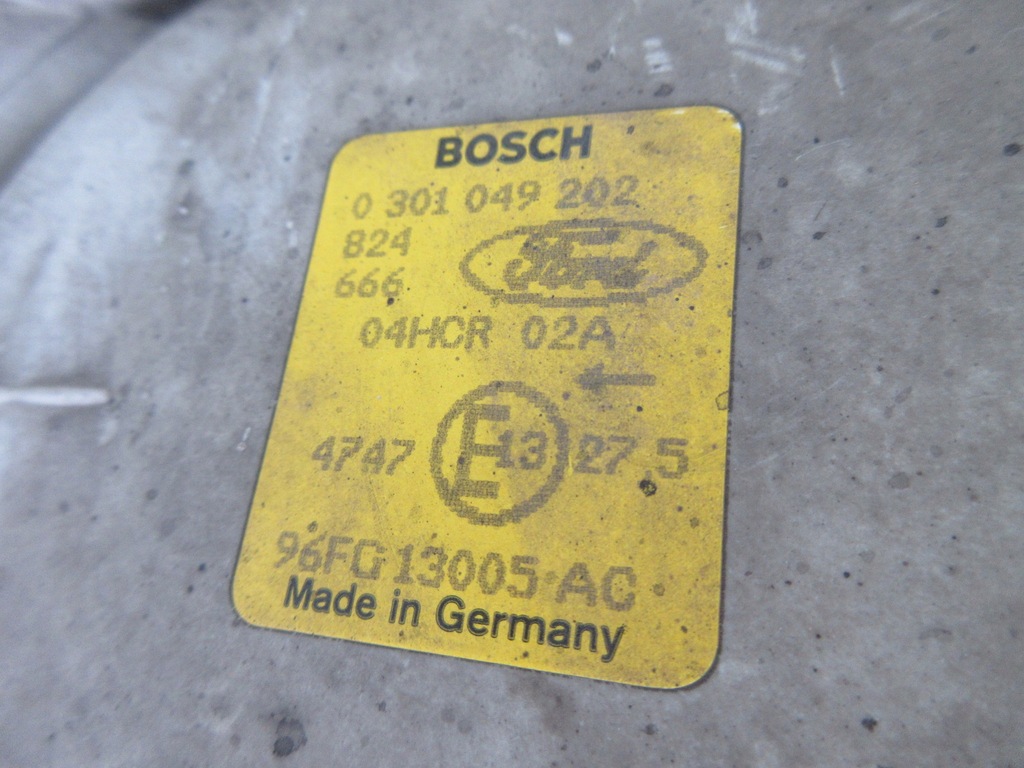 BOSCH
0 301 049 202
824
Ford
666
04HCR 02A
←
4747 E13 27,5
96FG 13005 AC
Made in Germany